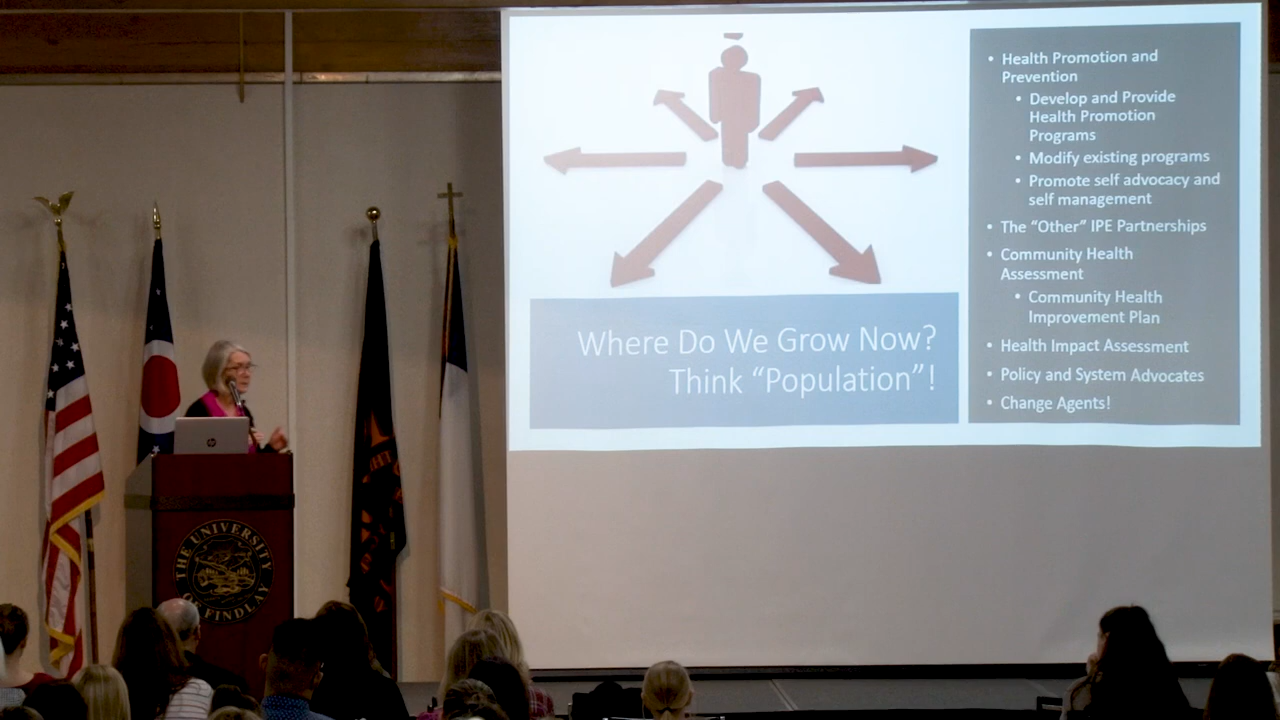 Where Do We Grow Now?
Think “Population”!
• Health Promotion and
Prevention
• Develop and Provide
Health Promotion
Programs
• Modify existing programs
• Promote self advocacy and
self management
• The “Other” IPE Partnerships
• Community Health
Assessment
• Community Health
Improvement Plan
• Health Impact Assessment
• Policy and System Advocates
• Change Agents!
hp
THE UNIVERSITY
OF FINDLAY